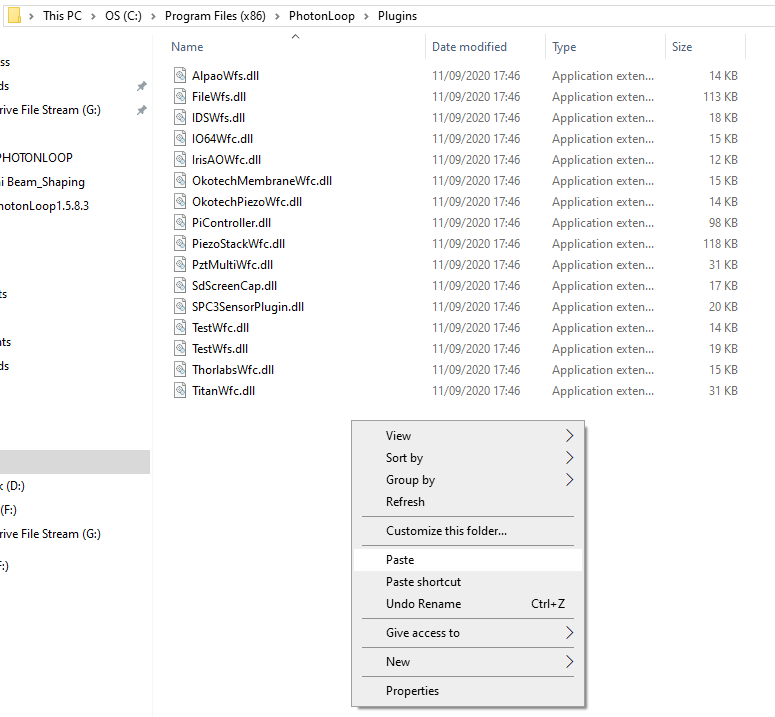 This PC > OS (C:) > Program Files (x86) > PhotonLoop > Plugins
Name Date modified Type Size
ss
ds
rive File Stream (G:)
PHOTONLOOP
i Beam_Shaping
hotonLoop1.5.8.3
ts
nts
ds
k (D:)
(F:)
rive File Stream (G:)
F:)
AlpaoWfs.dll 11/09/2020 17:46 Application exten... 14 KB
FileWfs.dll 11/09/2020 17:46 Application exten... 113 KB
IDSWfs.dll 11/09/2020 17:46 Application exten... 18 KB
IO64Wfc.dll 11/09/2020 17:46 Application exten... 15 KB
IrisAOWfc.dll 11/09/2020 17:46 Application exten... 12 KB
OkotechMembraneWfc.dll 11/09/2020 17:46 Application exten... 15 KB
OkotechPiezoWfc.dll 11/09/2020 17:46 Application exten... 14 KB
PiController.dll 11/09/2020 17:46 Application exten... 98 KB
PiezoStackWfc.dll 11/09/2020 17:46 Application exten... 118 KB
PztMultiWfc.dll 11/09/2020 17:46 Application exten... 31 KB
SdScreenCap.dll 11/09/2020 17:46 Application exten... 17 KB
SPC3SensorPlugin.dll 11/09/2020 17:46 Application exten... 20 KB
TestWfc.dll 11/09/2020 17:46 Application exten... 14 KB
TestWfs.dll 11/09/2020 17:46 Application exten... 19 KB
ThorlabsWfc.dll 11/09/2020 17:46 Application exten... 15 KB
TitanWfc.dll 11/09/2020 17:46 Application exten... 31 KB
View
Sort by
Group by
Refresh
Customize this folder...
Paste
Paste shortcut
Undo Rename Ctrl+Z
Give access to
New
Properties